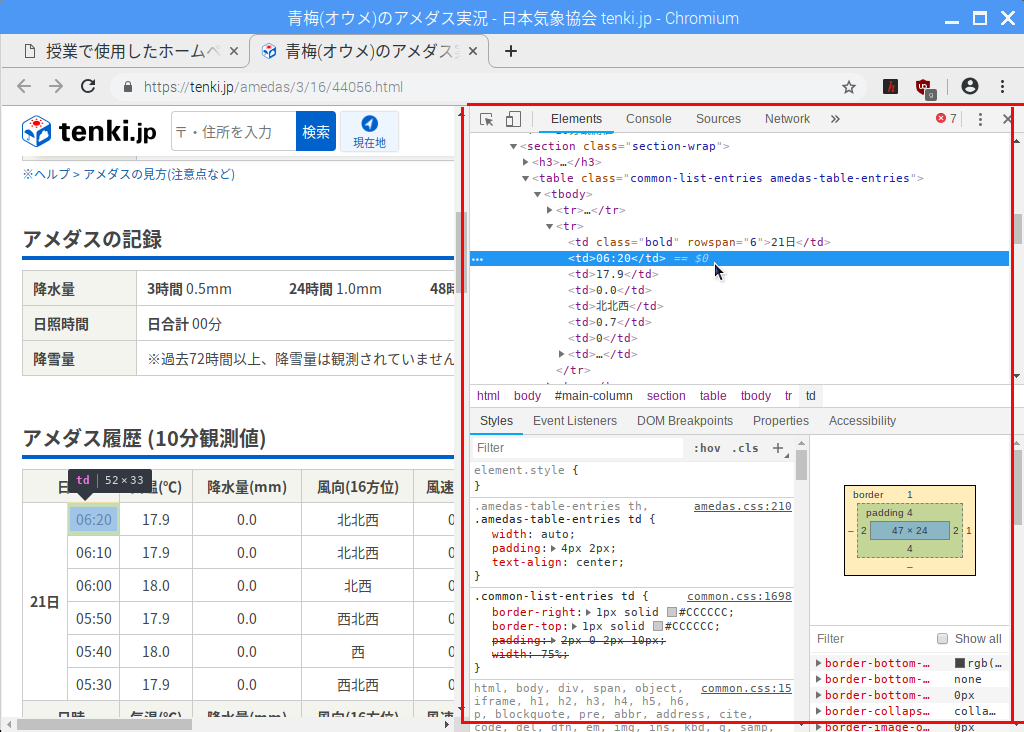 青梅(オウメ)のアメダス実況 - 日本気象協会 tenki.jp - Chromium
授業で使用したホームペ
青梅(オウメ)のアメダス
https://tenki.jp/amedas/3/16/44056.html
9
tenki.jp
〒・住所を入力
検索
現在地
※ヘルプ > アメダスの見方(注意点など)
アメダスの記録
降水量 3時間 0.5mm 24時間 1.0mm 48時
日照時間 日合計 00分
降雪量 ※過去72時間以上、降雪量は観測されていません
アメダス履歴 (10分観測値)
td 52 × 33
日 温(℃) 降水量(mm) 風向(16方位) 風速
06:20 17.9 0.0 北北西 0
06:10 17.9 0.0 北北西 0
06:00 18.0 0.0 北西 0
21日
05:50 17.9 0.0 西北西 0
05:40 18.0 0.0 西 0
05:30 17.9 0.0 西北西 0
日時 気温(℃) 降水量(mm) 風向(16方位) 風速
Elements Console Sources Network » 7
<section class="section-wrap">
<h3>…</h3>
<table class="common-list-entries amedas-table-entries">
<tbody>
<tr>…</tr>
<tr>
<td class="bold" rowspan="6">21日</td>
<td>06:20</td> == $0
<td>17.9</td>
<td>0.0</td>
<td>北北西</td>
<td>0.7</td>
<td>0</td>
<td>…</td>
</tr>
html body #main-column section table tbody tr td
Styles Event Listeners DOM Breakpoints Properties Accessibility
Filter :hov .cls +
element.style {
}
.amedas-table-entries th, amedas.css:210
.amedas-table-entries td {
width: auto;
padding: 4px 2px;
text-align: center;
}
.common-list-entries td { common.css:1698
border-right: 1px solid #CCCCCC;
border-top: 1px solid #CCCCCC;
padding: 2px 0 2px 10px;
width: 75%;
}
html, body, div, span, object, common.css:15
iframe, h1, h2, h3, h4, h5, h6,
p, blockquote, pre, abbr, address, cite,
code, del, dfn, em, img, ins, kbd, q, samp,
border 1
padding 4
– 2 47 × 24 2 1
4
–
Filter Show all
border-bottom-… rgb(…
border-bottom-… none
border-bottom-… 0px
border-collaps… colla…
border-image-o… 0px